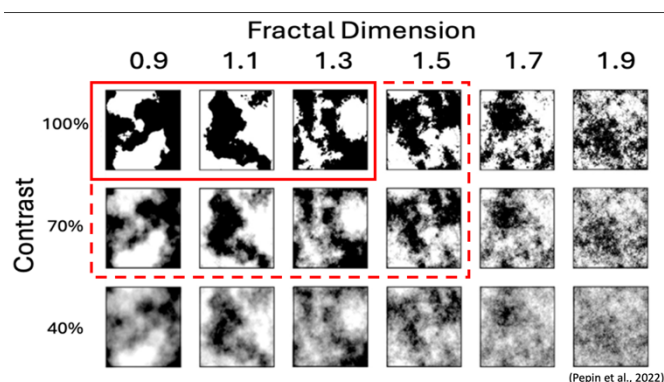 Fractal Dimension
0.9 1.1 1.3 1.5 1.7 1.9
100%
Contrast
70%
40%
(Pepin et al., 2022)